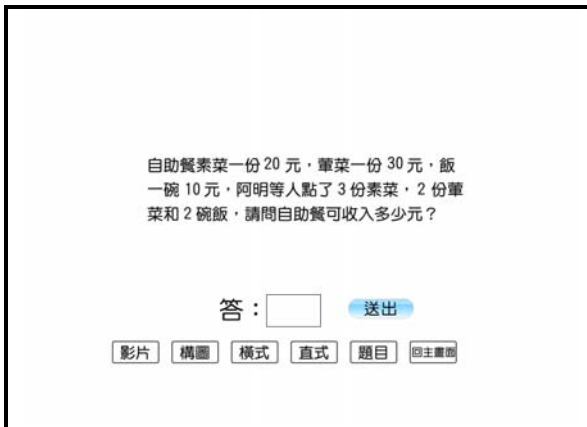 自助餐素菜一份 20 元，葷菜一份 30 元，飯
一碗 10 元，阿明等人點了 3 份素菜，2 份葷
菜和 2 碗飯，請問自助餐可收入多少元？
答： 送出
影片 構圖 橫式 直式 題目 回主畫面